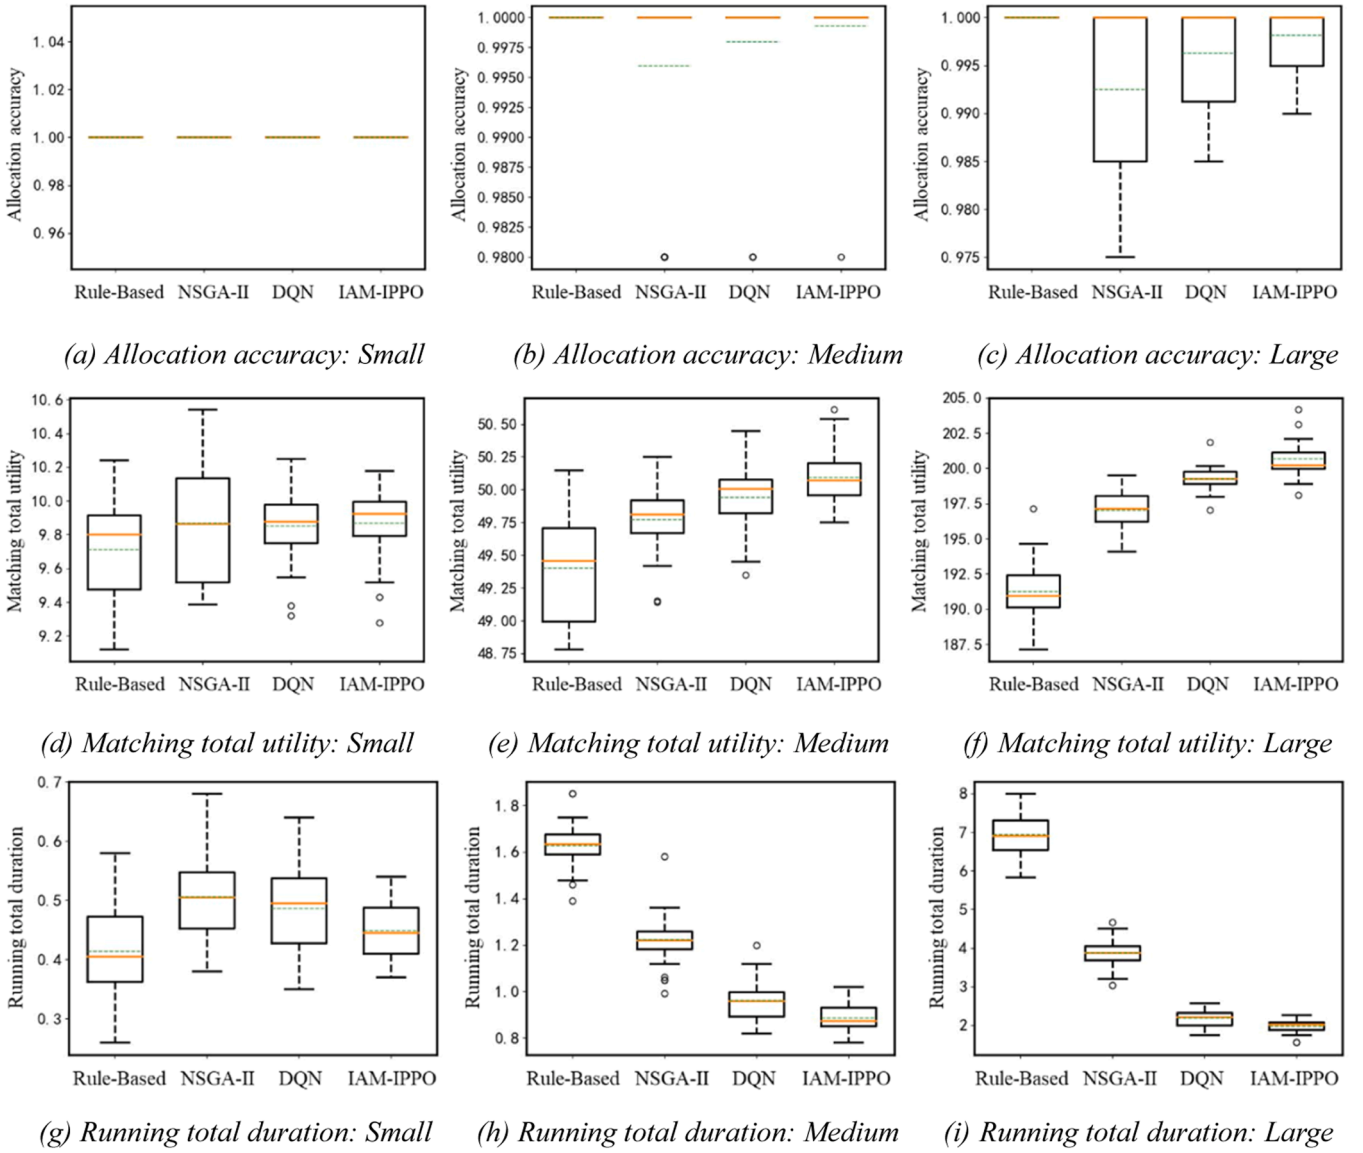 Allocation accuracy
1. 04
1. 02
1. 00
0. 98
0. 96
Rule-Based NSGA-II DQN IAM-IPPO
(a) Allocation accuracy: Small
Allocation accuracy
1. 0000
0. 9975
0. 9950
0. 9925
0. 9900
0. 9875
0. 9850
0. 9825
0. 9800
Rule-Based NSGA-II DQN IAM-IPPO
(b) Allocation accuracy: Medium
Allocation accuracy
1. 000
0. 995
0. 990
0. 985
0. 980
0. 975
Rule-Based NSGA-II DQN IAM-IPPO
(c) Allocation accuracy: Large
Matching total utility
10. 6
10. 4
10. 2
10. 0
9. 8
9. 6
9. 4
9. 2
Rule-Based NSGA-II DQN IAM-IPPO
(d) Matching total utility: Small
Matching total utility
50. 50
50. 25
50. 00
49. 75
49. 50
49. 25
49. 00
48. 75
Rule-Based NSGA-II DQN IAM-IPPO
(e) Matching total utility: Medium
Matching total utility
205. 0
202. 5
200. 0
197. 5
195. 0
192. 5
190. 0
187. 5
Rule-Based NSGA-II DQN IAM-IPPO
(f) Matching total utility: Large
Running total duration
0. 7
0. 6
0. 5
0. 4
0. 3
Rule-Based NSGA-II DQN IAM-IPPO
(g) Running total duration: Small
Running total duration
1. 8
1. 6
1. 4
1. 2
1. 0
0. 8
Rule-Based NSGA-II DQN IAM-IPPO
(h) Running total duration: Medium
Running total duration
8
7
6
5
4
3
2
Rule-Based NSGA-II DQN IAM-IPPO
(i) Running total duration: Large